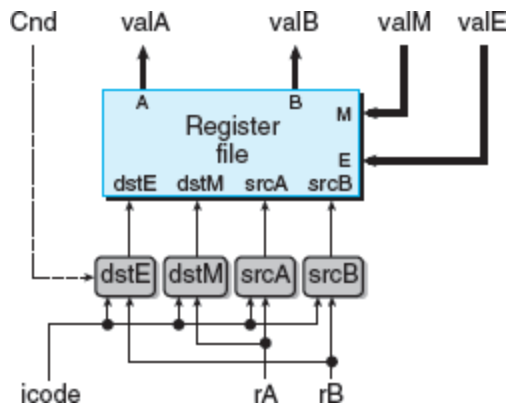 Cnd valA valB valM valE
A B
M
Register
file
E
dstE dstM srcA srcB
dstE dstM srcA srcB
icode rA rB